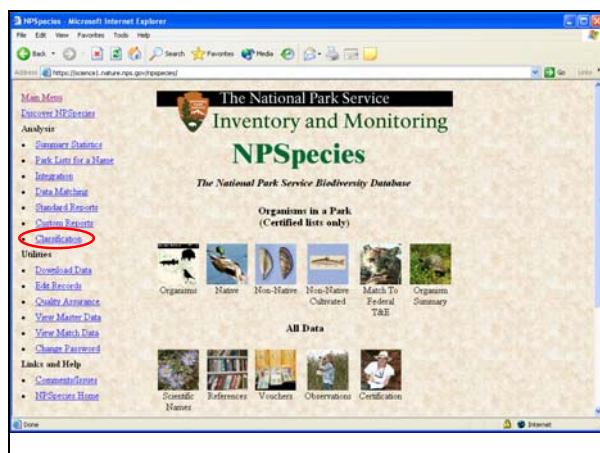 NPSpecies - Microsoft Internet Explorer
File Edit View Favorites Tools Help
Back Search Favorites Media
Address https://science1.nature.nps.gov/npspecies/ Go Links
Main Menu
Discover NPSpecies
Analysis
Summary Statistics
Park Lists for a Name
Integration
Data Matching
Standard Reports
Custom Reports
Classification
Utilities
Download Data
Edit Records
Quality Assurance
View Master Data
View Match Data
Change Password
Links and Help
Comments/Issues
NPSpecies Home
The National Park Service
Inventory and Monitoring
NPSpecies
The National Park Service Biodiversity Database
Organisms in a Park
(Certified lists only)
Organisms Native Non-Native Non-Native Match To Organism
Cultivated Federal Summary
T&E
All Data
Scientific References Vouchers Observations Certification
Names
Done Internet